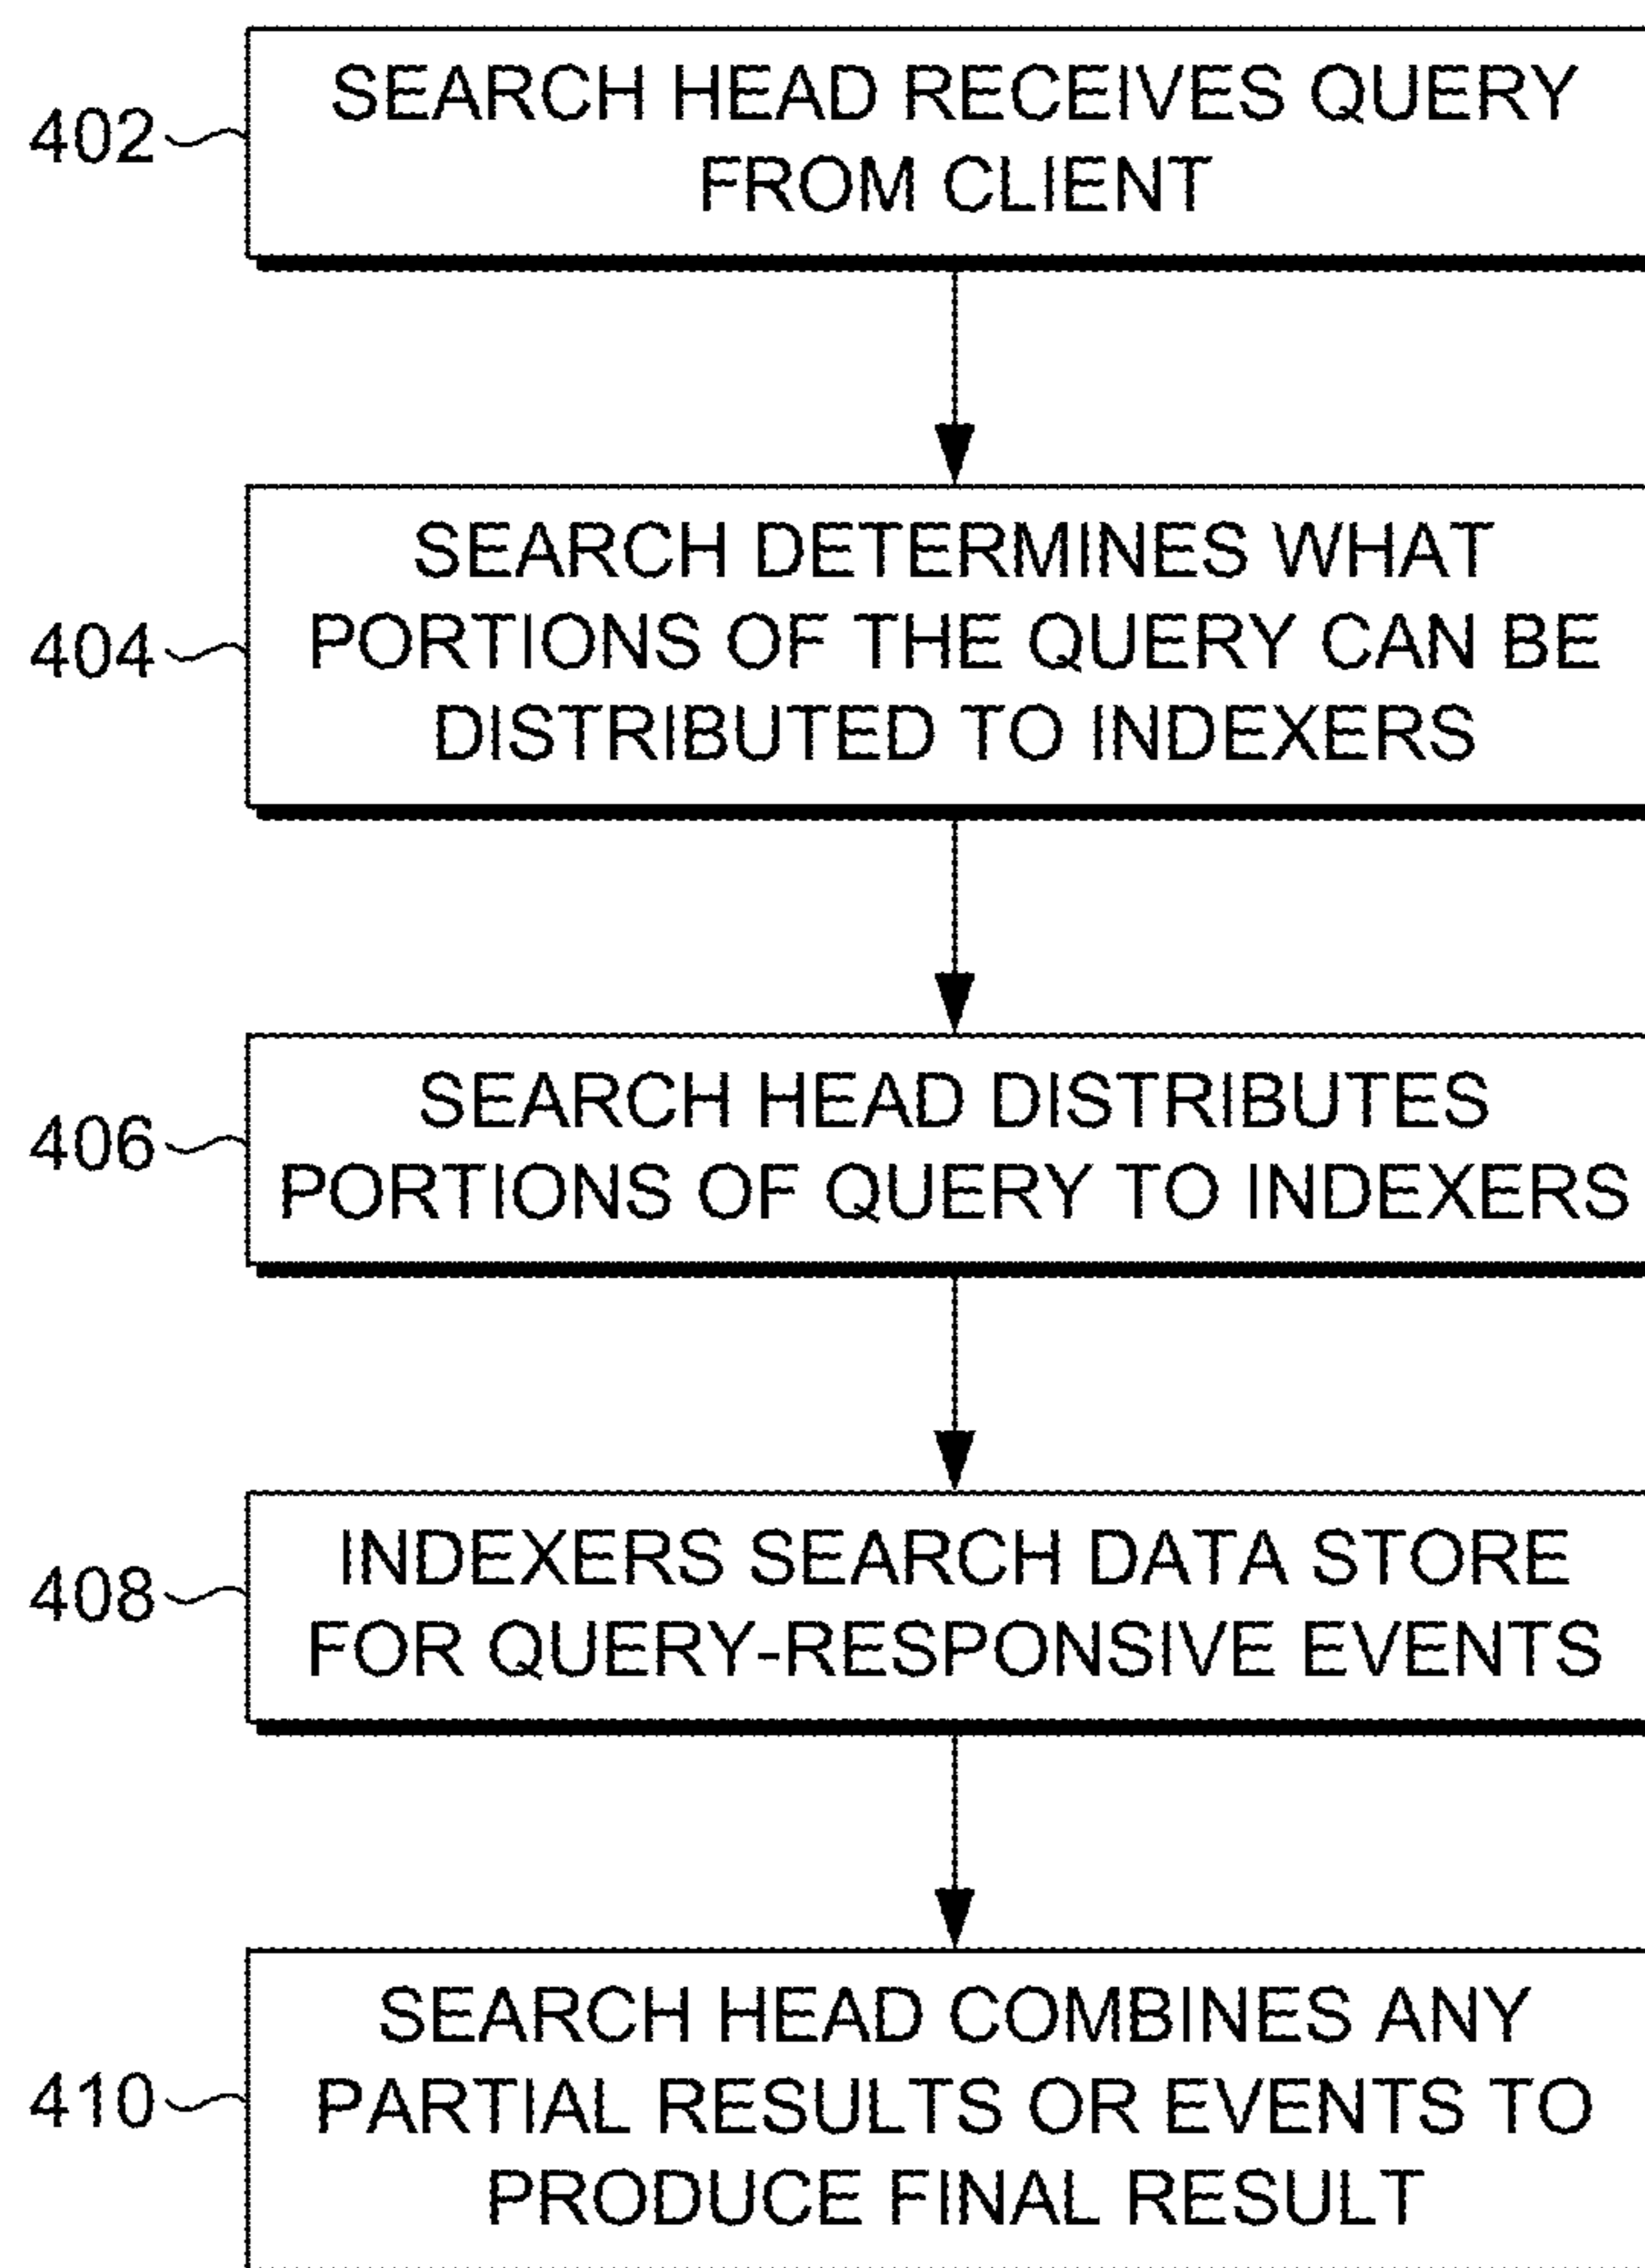 402
SEARCH HEAD RECEIVES QUERY
FROM CLIENT
404
SEARCH DETERMINES WHAT
PORTIONS OF THE QUERY CAN BE
DISTRIBUTED TO INDEXERS
406
SEARCH HEAD DISTRIBUTES
PORTIONS OF QUERY TO INDEXERS
408
INDEXERS SEARCH DATA STORE
FOR QUERY-RESPONSIVE EVENTS
410
SEARCH HEAD COMBINES ANY
PARTIAL RESULTS OR EVENTS TO
PRODUCE FINAL RESULT